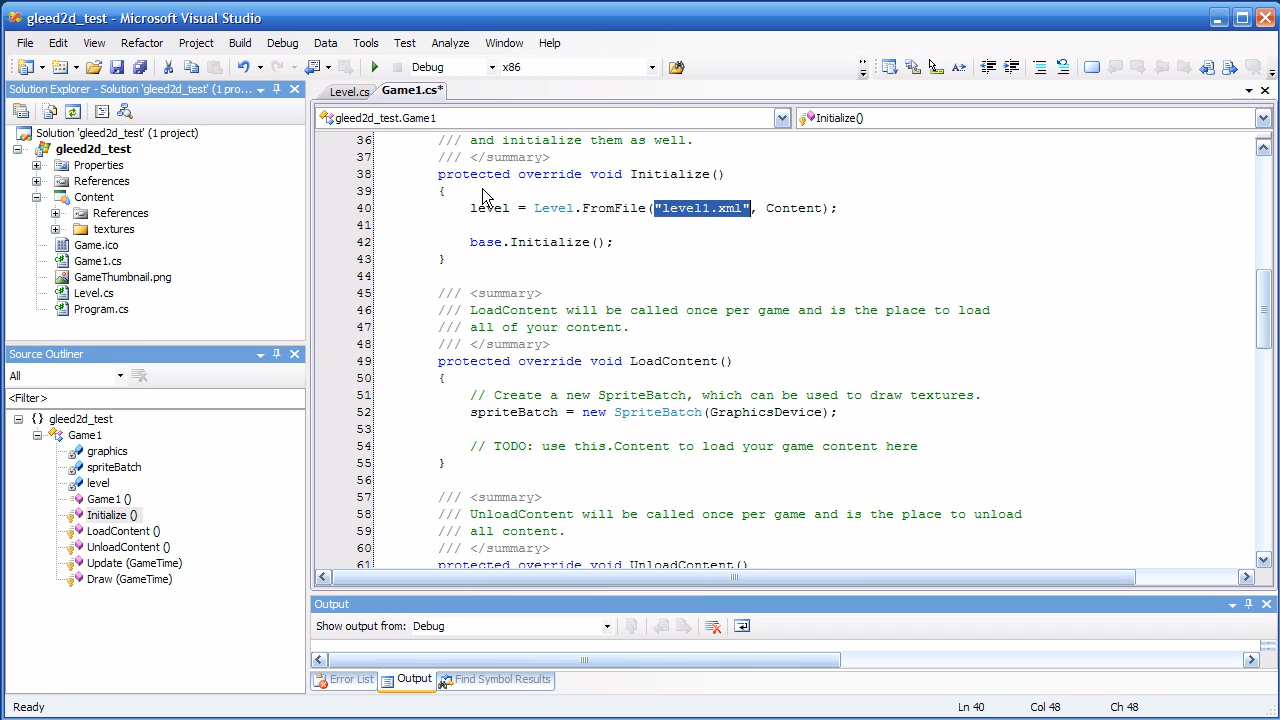 gleed2d_test - Microsoft Visual Studio
File Edit View Refactor Project Build Debug Data Tools Test Analyze Window Help
Debug x86
Solution Explorer - Solution 'gleed2d_test' (1 pro...
Solution 'gleed2d_test' (1 project)
gleed2d_test
Properties
References
Content
References
textures
Game.ico
Game1.cs
GameThumbnail.png
Level.cs
Program.cs
Source Outliner
All
<Filter>
gleed2d_test
Game1
graphics
spriteBatch
level
Game1 ()
Initialize ()
LoadContent ()
UnloadContent ()
Update (GameTime)
Draw (GameTime)
Level.cs Game1.cs*
gleed2d_test.Game1 Initialize()
36 /// and initialize them as well.
37 /// </summary>
38 protected override void Initialize()
39 {
40 level = Level.FromFile("level1.xml", Content);
41
42 base.Initialize();
43 }
44
45 /// <summary>
46 /// LoadContent will be called once per game and is the place to load
47 /// all of your content.
48 /// </summary>
49 protected override void LoadContent()
50 {
51 // Create a new SpriteBatch, which can be used to draw textures.
52 spriteBatch = new SpriteBatch(GraphicsDevice);
53
54 // TODO: use this.Content to load your game content here
55 }
56
57 /// <summary>
58 /// UnloadContent will be called once per game and is the place to unload
59 /// all content.
60 /// </summary>
61 protected override void UnloadContent()
Output
Show output from: Debug
Error List Output Find Symbol Results
Ready Ln 40 Col 48 Ch 48